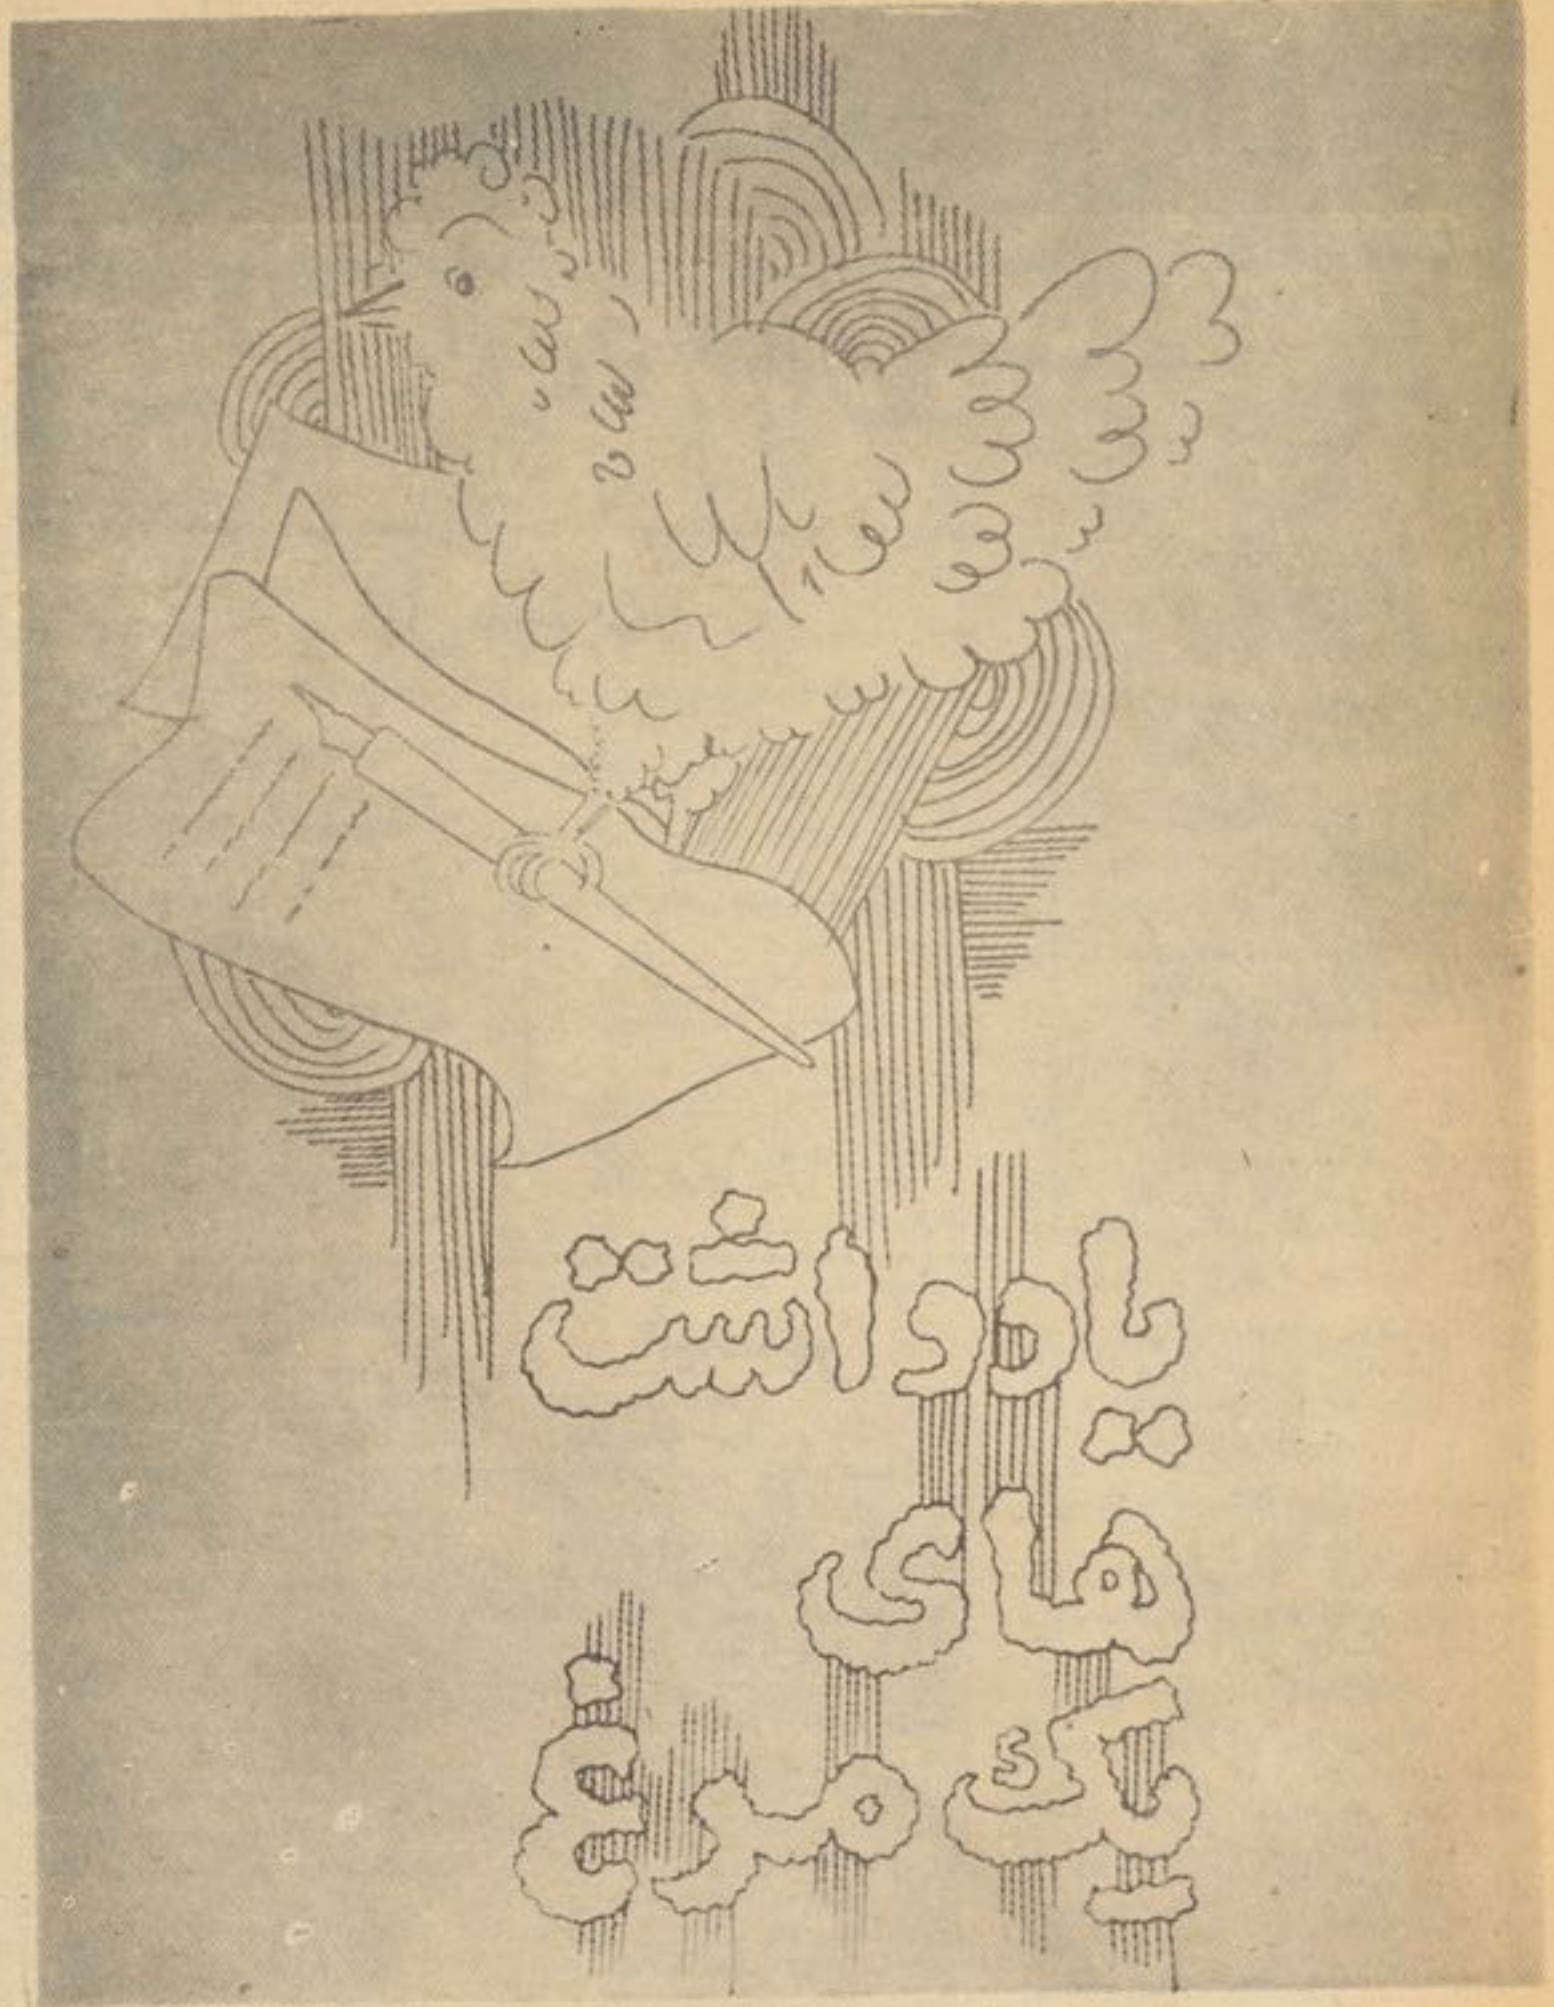 یادداشت
های
یک مرغ